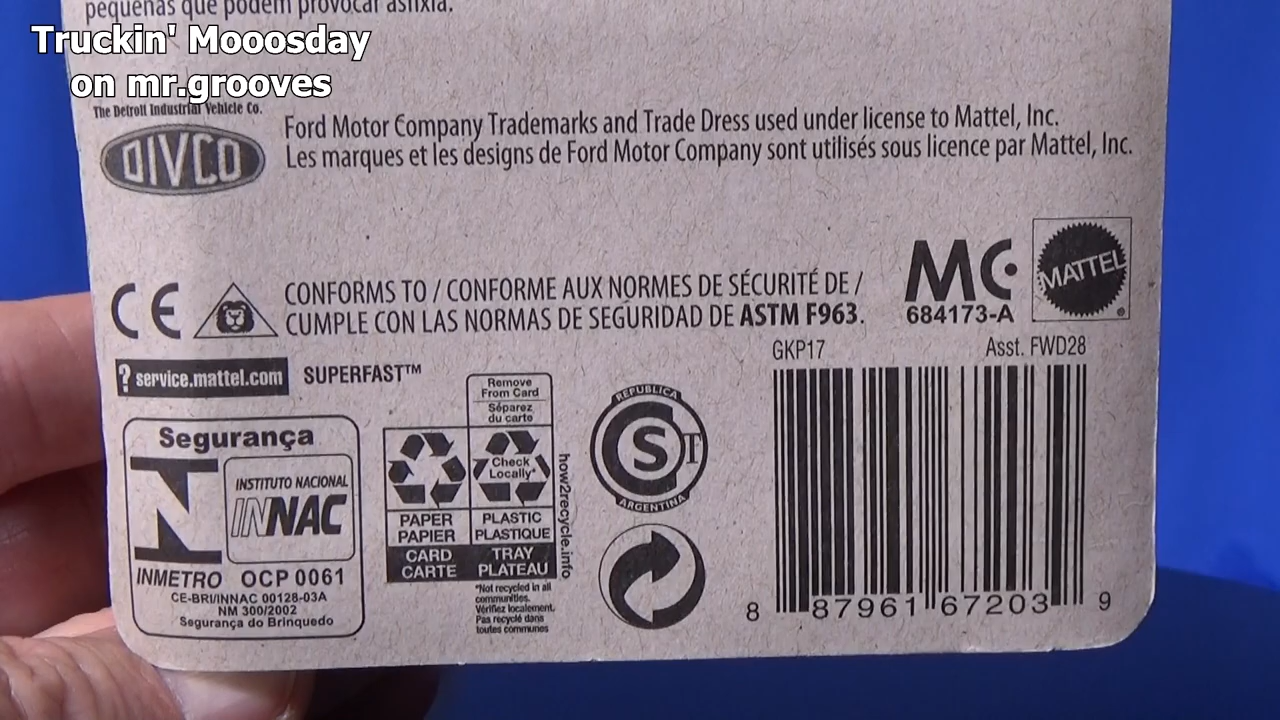 pequeñas que podem provocar asfixia.
Truckin' Mooosday
on mr.grooves
The Detroit Industrial Vehicle Co.
DIVCO
Ford Motor Company Trademarks and Trade Dress used under license to Mattel, Inc.
Les marques et les designs de Ford Motor Company sont utilisés sous licence par Mattel, Inc.
CE
CONFORMS TO / CONFORME AUX NORMES DE SÉCURITÉ DE /
CUMPLE CON LAS NORMAS DE SEGURIDAD DE ASTM F963.
MC
684173-A
MATTEL
®
GKP17
Asst. FWD28
? service.mattel.com
SUPERFAST™
Segurança
INSTITUTO NACIONAL
INNAC
INMETRO OCP 0061
CE-BRI/INNAC 00128-03A
NM 300/2002
Segurança do Brinquedo
Remove
From Card
Séparez
du carte
Check
Locally*
PAPER
PAPIER
PLASTIC
PLASTIQUE
CARD
CARTE
TRAY
PLATEAU
how2recycle.info
*Not recycled in all
communities.
Vérifiez localement.
Pas recyclé dans
toutes communes
REPUBLICA
S
T
ARGENTINA
8 87961 67203 9